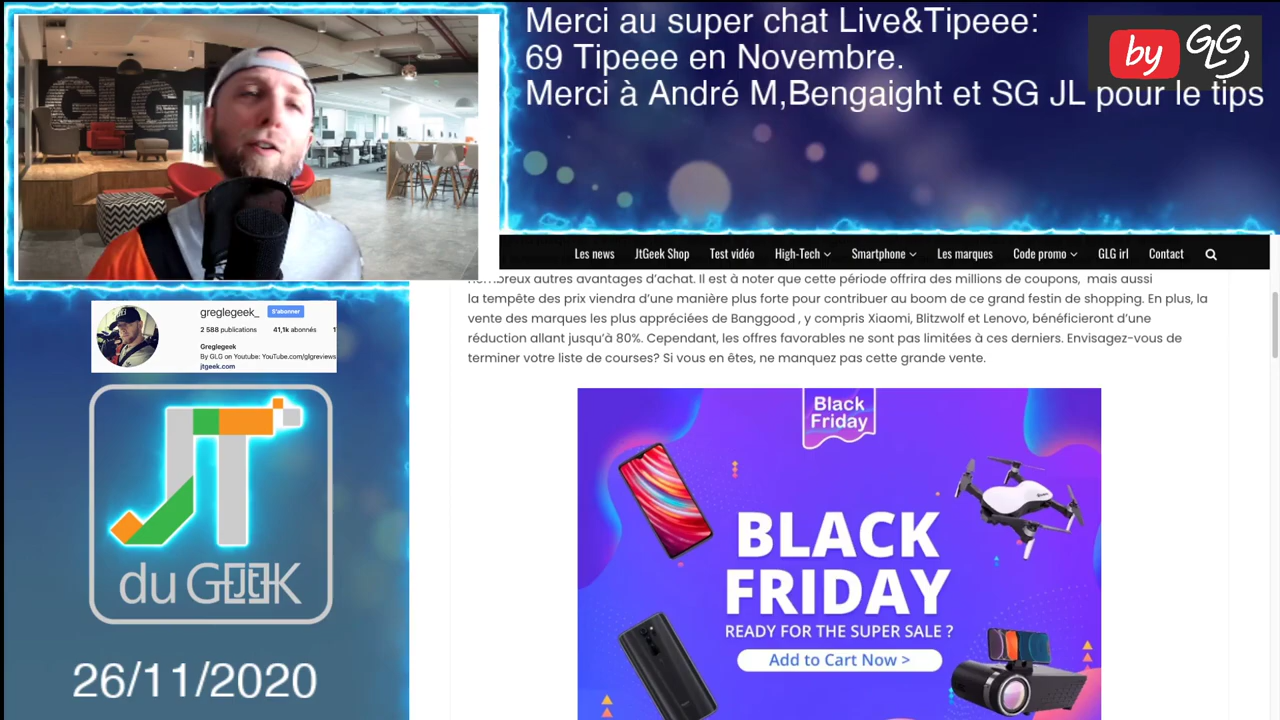 Merci au super chat Live&Tipeee:
69 Tipeee en Novembre.
Merci à André M,Bengaight et SG JL pour le tips
by GLG
GLG
Les news JtGeek Shop Test vidéo High-Tech Smartphone Les marques Code promo GLG irl Contact
nombreux autres avantages d’achat. Il est à noter que cette période offrira des millions de coupons, mais aussi
la tempête des prix viendra d’une manière plus forte pour contribuer au boom de ce grand festin de shopping. En plus, la
vente des marques les plus appréciées de Banggood , y compris Xiaomi, Blitzwolf et Lenovo, bénéficieront d’une
réduction allant jusqu’à 80%. Cependant, les offres favorables ne sont pas limitées à ces derniers. Envisagez-vous de
terminer votre liste de courses? Si vous en êtes, ne manquez pas cette grande vente.
greglegeek_ S'abonner
2 588 publications 41,1k abonnés 1
Greglegeek
By GLG on Youtube: YouTube.com/glgreviews
jtgeek.com
JT
du GEEK
26/11/2020
Black
Friday
BLACK
FRIDAY
READY FOR THE SUPER SALE ?
Add to Cart Now >